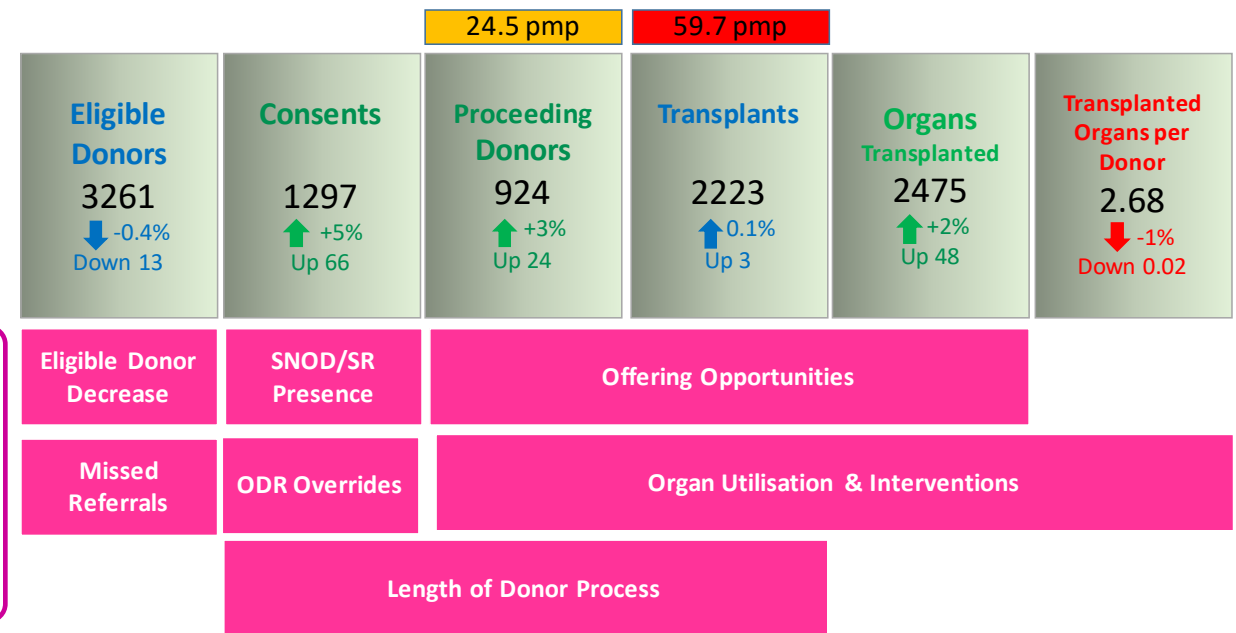 24.5 pmp
59.7 pmp
Eligible
Donors
3261
-0.4%
Down 13
Consents
1297
+5%
Up 66
Proceeding
Donors
924
+3%
Up 24
Transplants
2223
0.1%
Up 3
Organs
Transplanted
2475
+2%
Up 48
Transplanted
Organs per
Donor
2.68
-1%
Down 0.02
Eligible Donor
Decrease
SNOD/SR
Presence
Offering Opportunities
Missed
Referrals
ODR Overrides
Organ Utilisation & Interventions
Length of Donor Process